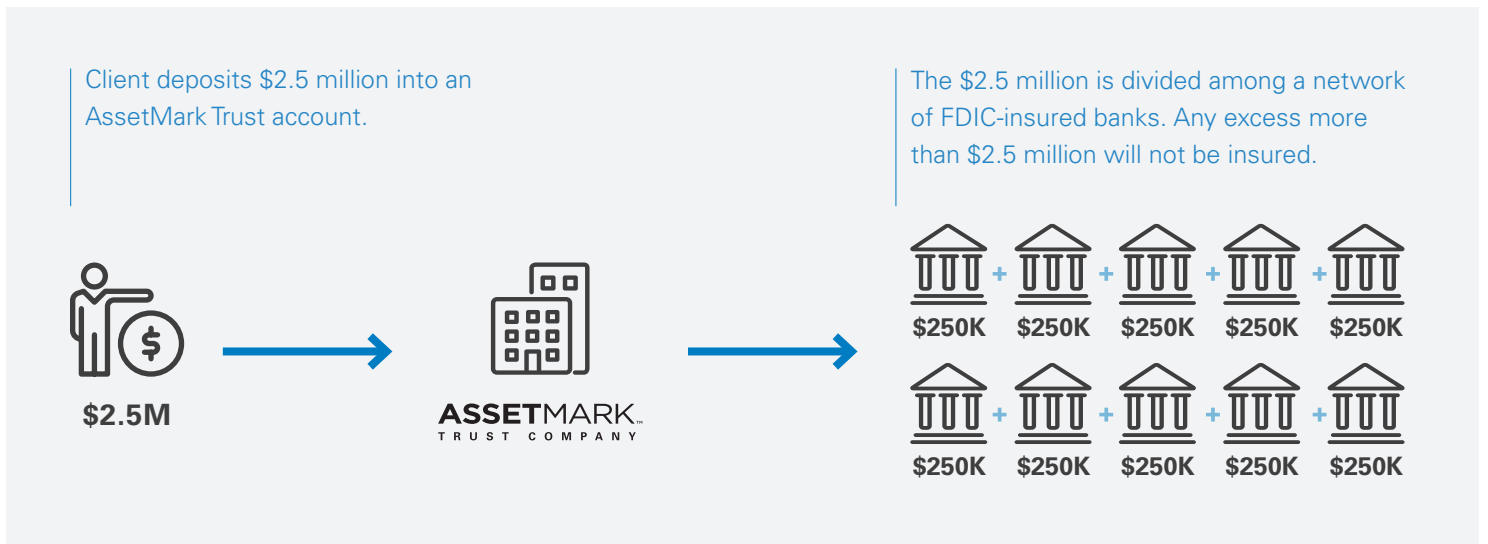 Client deposits $2.5 million into an
AssetMark Trust account.
The $2.5 million is divided among a network
of FDIC-insured banks. Any excess more
than $2.5 million will not be insured.
$
$2.5M
ASSETMARK™
TRUST COMPANY
+ + + +
$250K $250K $250K $250K $250K
+ + + +
$250K $250K $250K $250K $250K